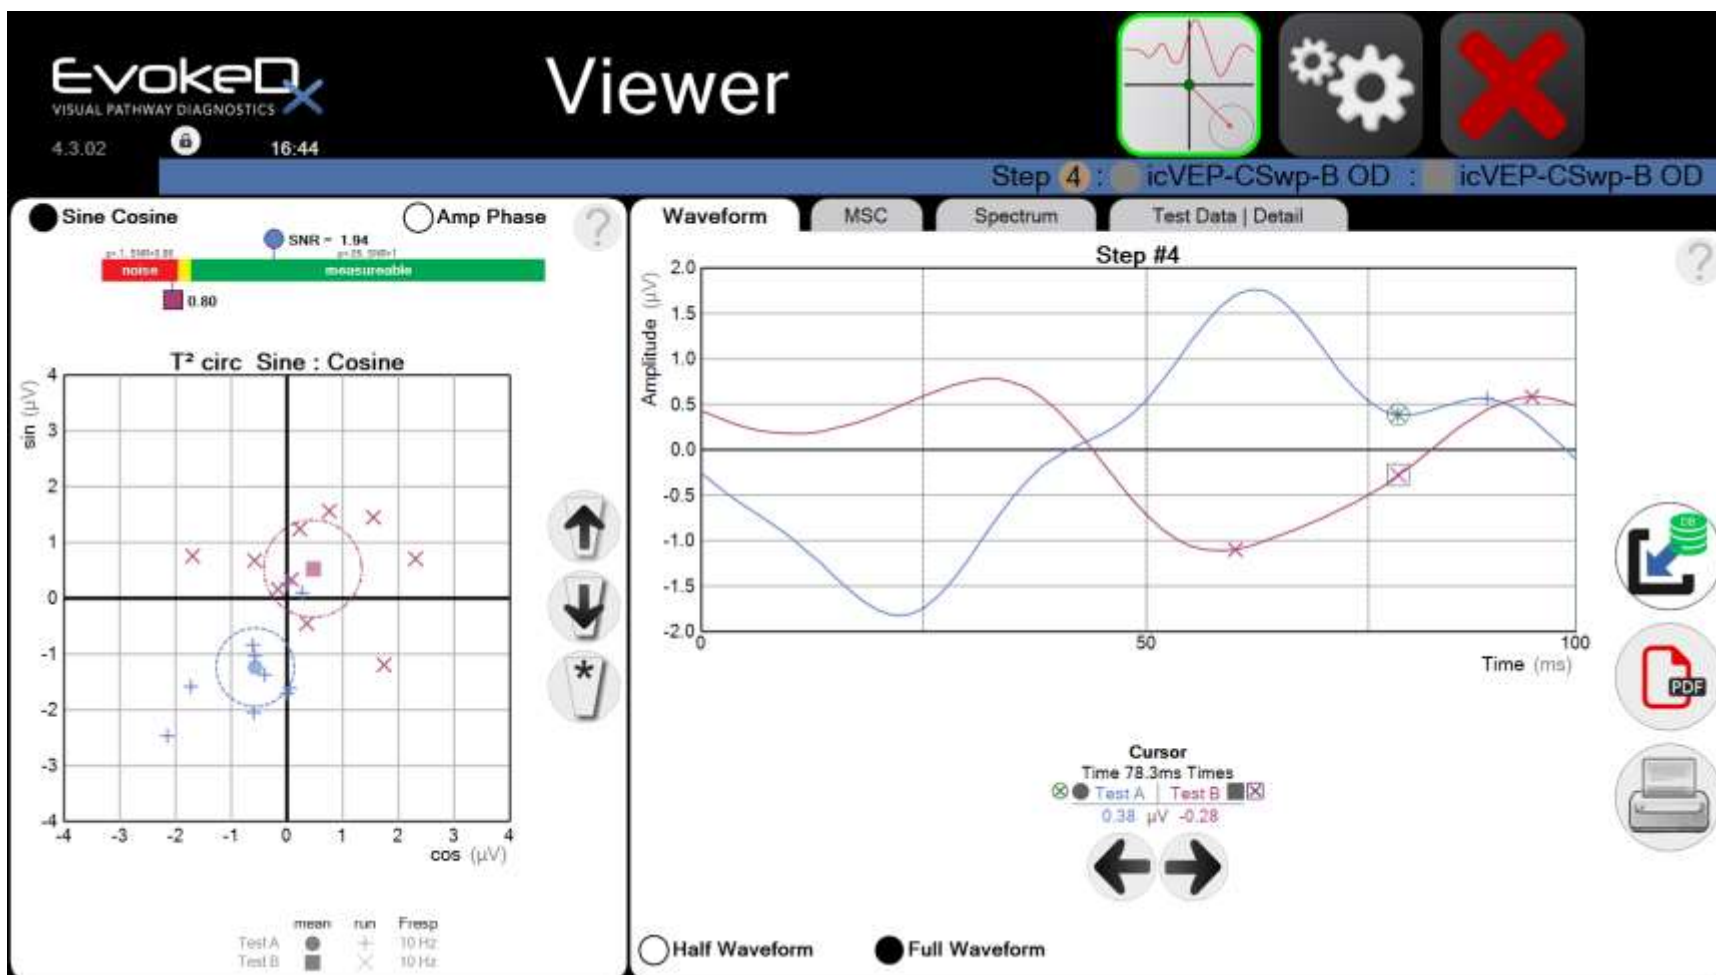 EVOKEDx
VISUAL PATHWAY DIAGNOSTICS
Viewer
4.3.02
16:44
Step 4 : icVEP-CSwp-B OD : icVEP-CSwp-B OD
Sine Cosine
Amp Phase
?
SNR = 1.94
noise
measureable
0.80
T² circ Sine : Cosine
sin (µV)
4
3
2
1
0
-1
-2
-3
-4
-4 -3 -2 -1 0 1 2 3 4
cos (µV)
*
mean run Fresp
Test A 10 Hz
Test B 10 Hz
Waveform
MSC
Spectrum
Test Data | Detail
Step #4
?
Amplitude (µV)
2.0
1.5
1.0
0.5
0.0
-0.5
-1.0
-1.5
-2.0
0 50 100
Time (ms)
Cursor
Time 78.3ms Times
Test A | Test B
0.38 µV -0.28
Half Waveform
Full Waveform
DB
PDF